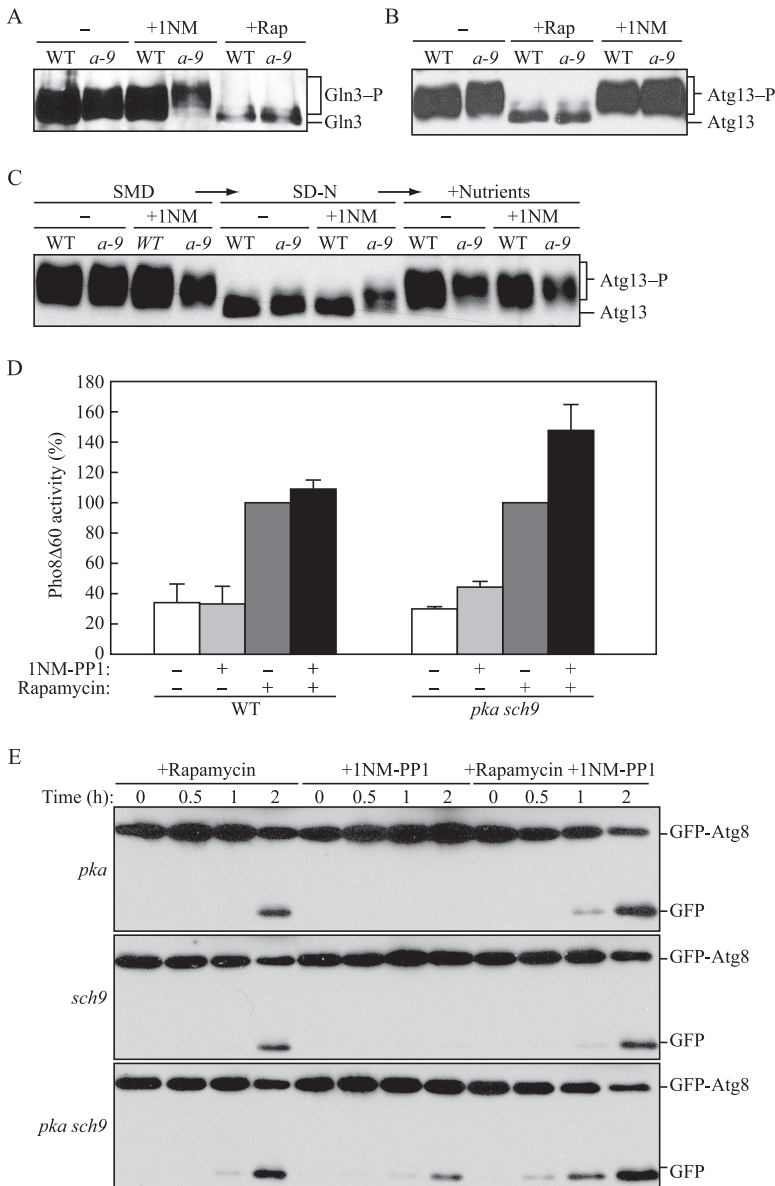 A
– +1NM +Rap
WT a-9 WT a-9 WT a-9
Gln3–P
Gln3
B
– +Rap +1NM
WT a-9 WT a-9 WT a-9
Atg13–P
Atg13
C
SMD SD-N +Nutrients
– +1NM – +1NM – +1NM
WT a-9 WT a-9 WT a-9 WT a-9 WT a-9 WT a-9
Atg13–P
Atg13
D
Pho8Δ60 activity (%)
180
160
140
120
100
80
60
40
20
0
1NM-PP1: – + – + – + – +
Rapamycin: – – + + – – + +
WT pka sch9
E
+Rapamycin +1NM-PP1 +Rapamycin +1NM-PP1
Time (h): 0 0.5 1 2 0 0.5 1 2 0 0.5 1 2
GFP-Atg8
pka
GFP
GFP-Atg8
sch9
GFP
GFP-Atg8
pka sch9
GFP